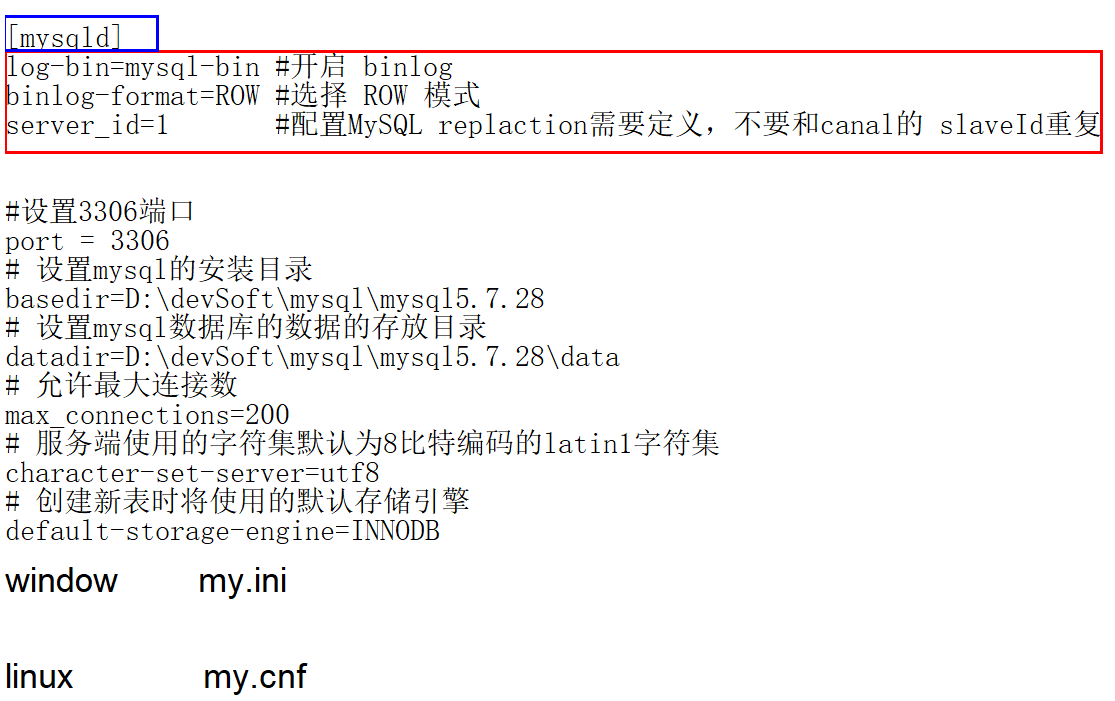 [mysqld]
log-bin=mysql-bin #开启 binlog
binlog-format=ROW #选择 ROW 模式
server_id=1 #配置MySQL replaction需要定义，不要和canal的 slaveId重复
#设置3306端口
port = 3306
# 设置mysql的安装目录
basedir=D:\devSoft\mysql\mysql5.7.28
# 设置mysql数据库的数据的存放目录
datadir=D:\devSoft\mysql\mysql5.7.28\data
# 允许最大连接数
max_connections=200
# 服务端使用的字符集默认为8比特编码的latin1字符集
character-set-server=utf8
# 创建新表时将使用的默认存储引擎
default-storage-engine=INNODB
window my.ini
linux my.cnf